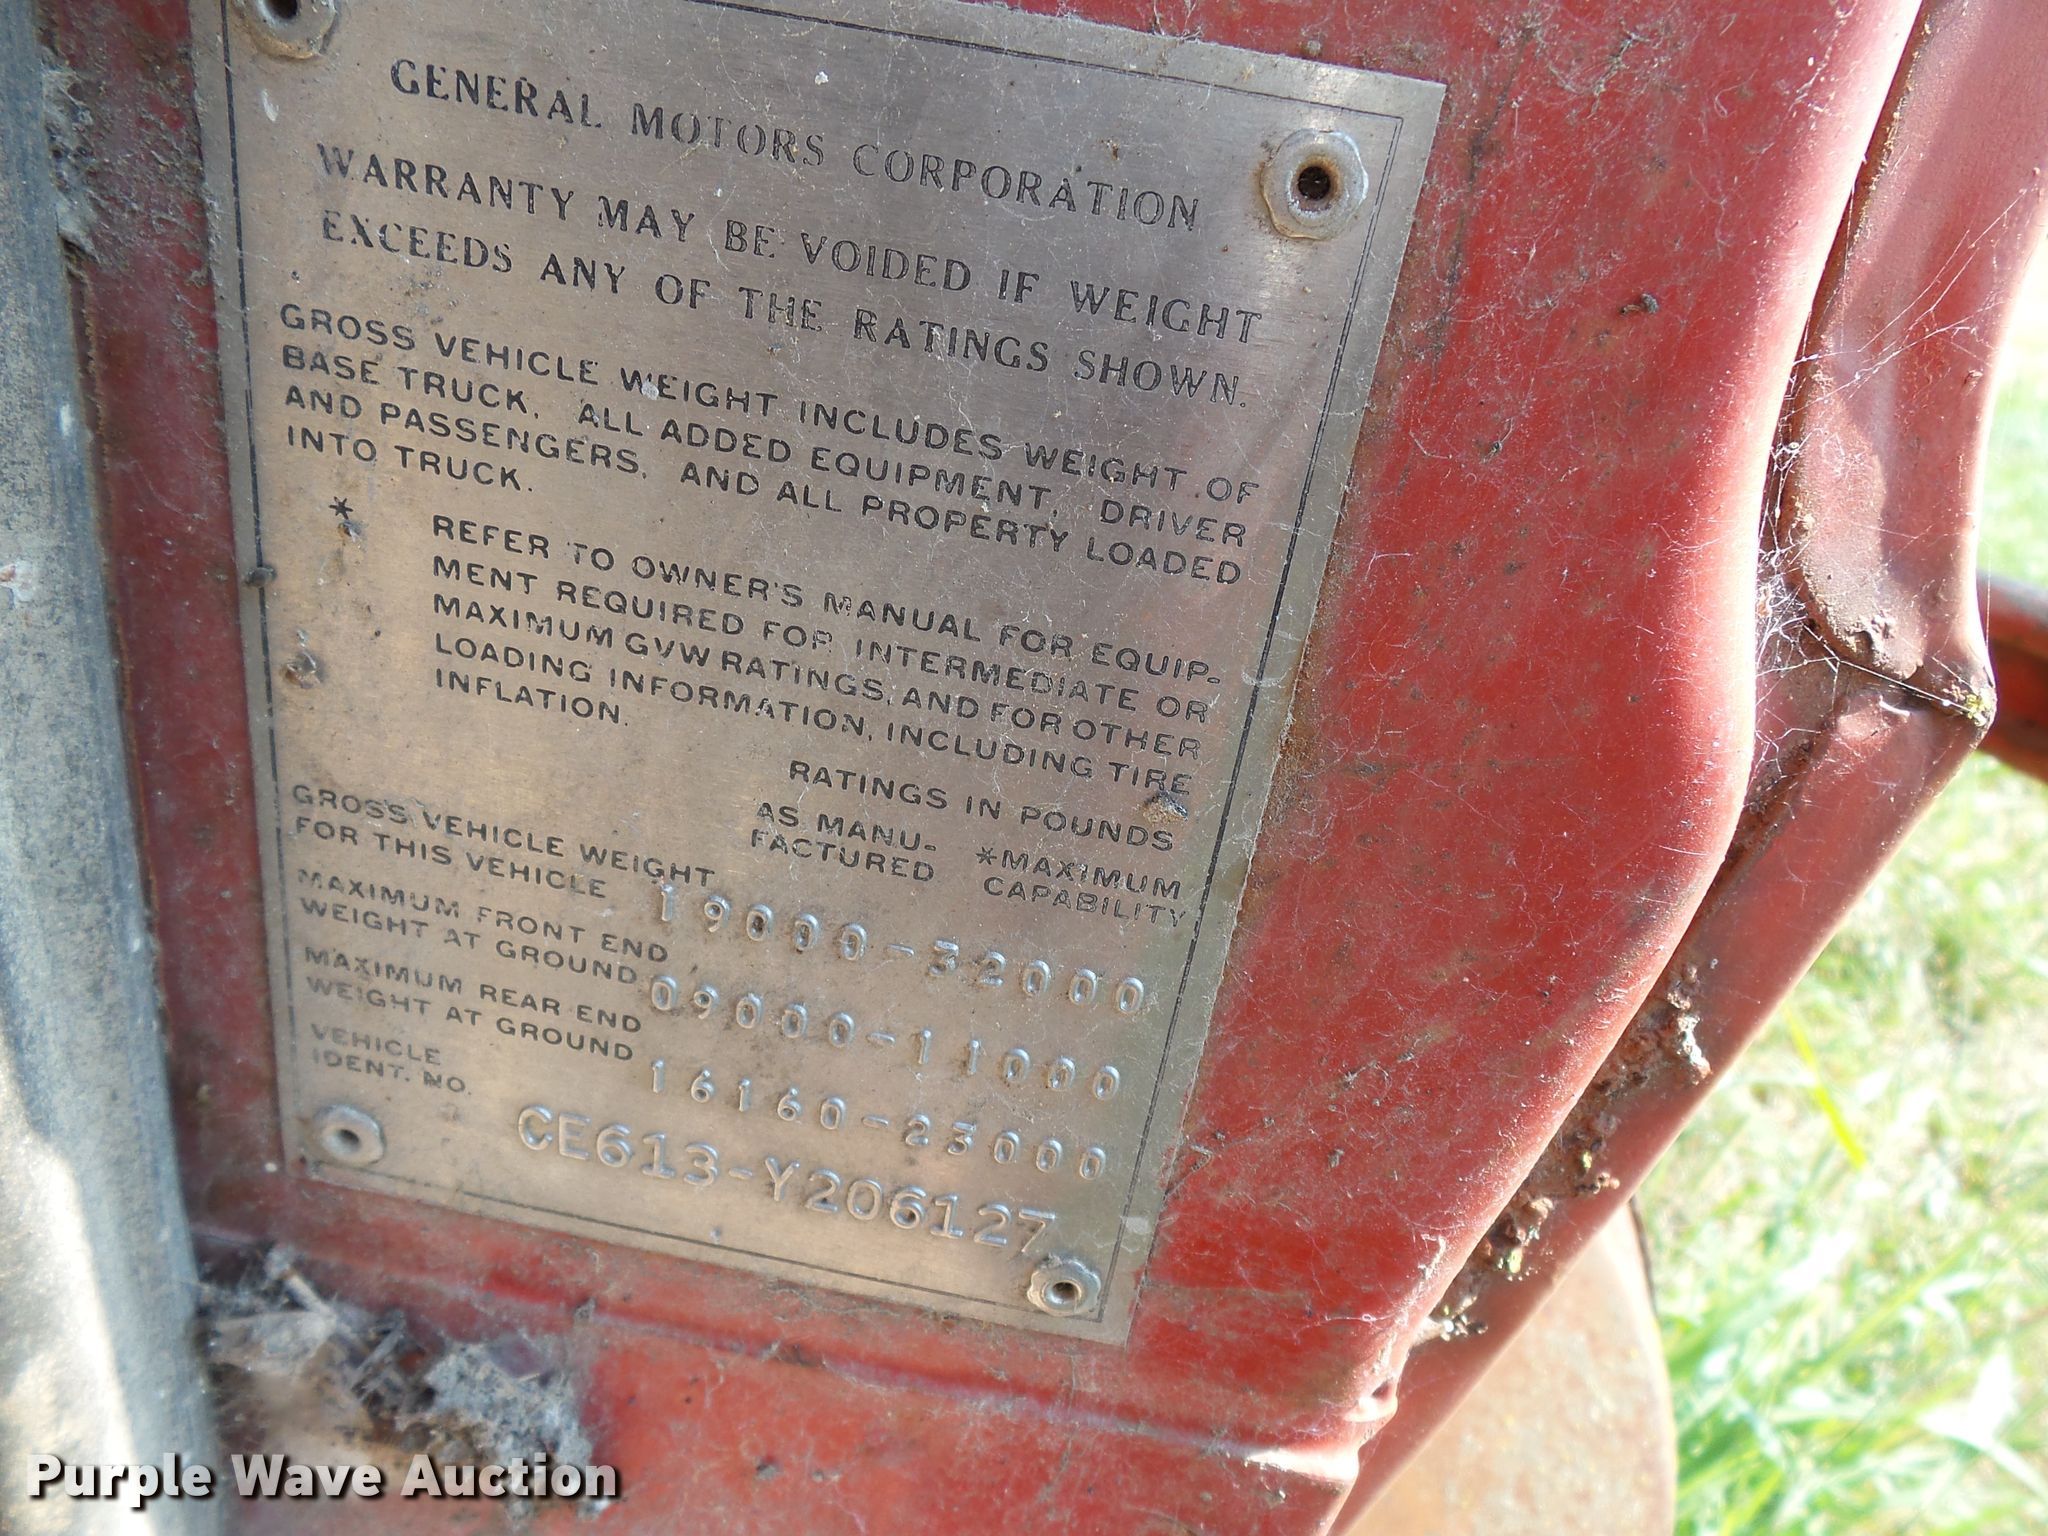 GENERAL MOTORS CORPORATION
WARRANTY MAY BE VOIDED IF WEIGHT
EXCEEDS ANY OF THE RATINGS SHOWN.
GROSS VEHICLE WEIGHT INCLUDES WEIGHT OF
BASE TRUCK, ALL ADDED EQUIPMENT, DRIVER
AND PASSENGERS, AND ALL PROPERTY LOADED
INTO TRUCK.
* REFER TO OWNER'S MANUAL FOR EQUIP-
MENT REQUIRED FOR INTERMEDIATE OR
MAXIMUM GVW RATINGS, AND FOR OTHER
LOADING INFORMATION, INCLUDING TIRE
INFLATION.
RATINGS IN POUNDS
AS MANU-
FACTURED
*MAXIMUM
CAPABILITY
GROSS VEHICLE WEIGHT
FOR THIS VEHICLE 19000-32000
MAXIMUM FRONT END
WEIGHT AT GROUND 09000-11000
MAXIMUM REAR END
WEIGHT AT GROUND 16160-23000
VEHICLE
IDENT. NO.
CE613-Y206127
Purple Wave Auction